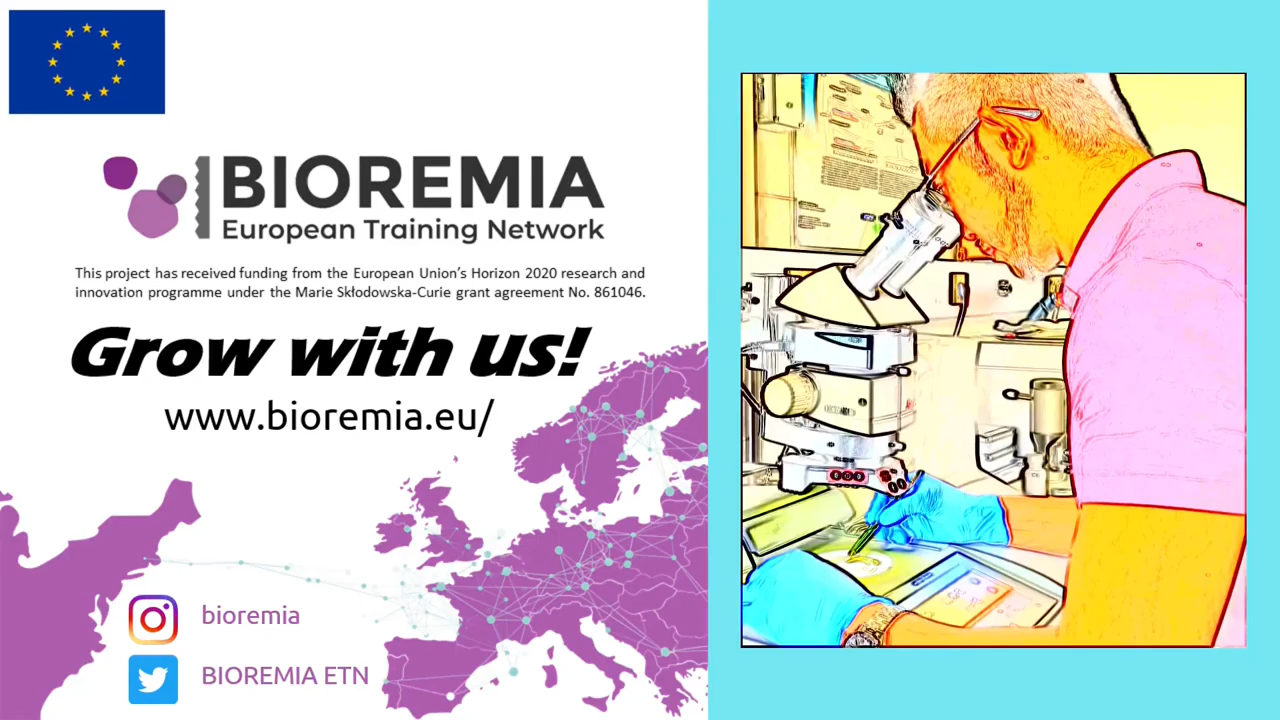 BIOREMIA
European Training Network
This project has received funding from the European Union's Horizon 2020 research and
innovation programme under the Marie Skłodowska-Curie grant agreement No. 861046.
Grow with us!
www.bioremia.eu/
bioremia
BIOREMIA ETN